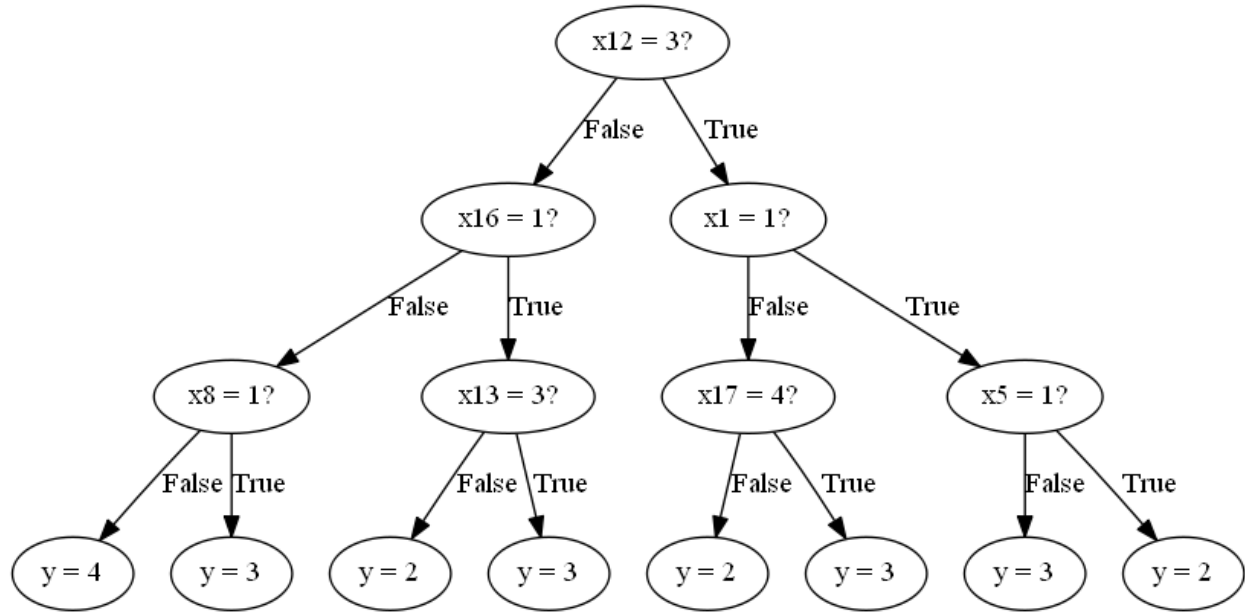 x12 = 3?
False
True
x16 = 1?
x1 = 1?
False
True
False
True
x8 = 1?
x13 = 3?
x17 = 4?
x5 = 1?
False
True
False
True
False
True
False
True
y = 4
y = 3
y = 2
y = 3
y = 2
y = 3
y = 3
y = 2